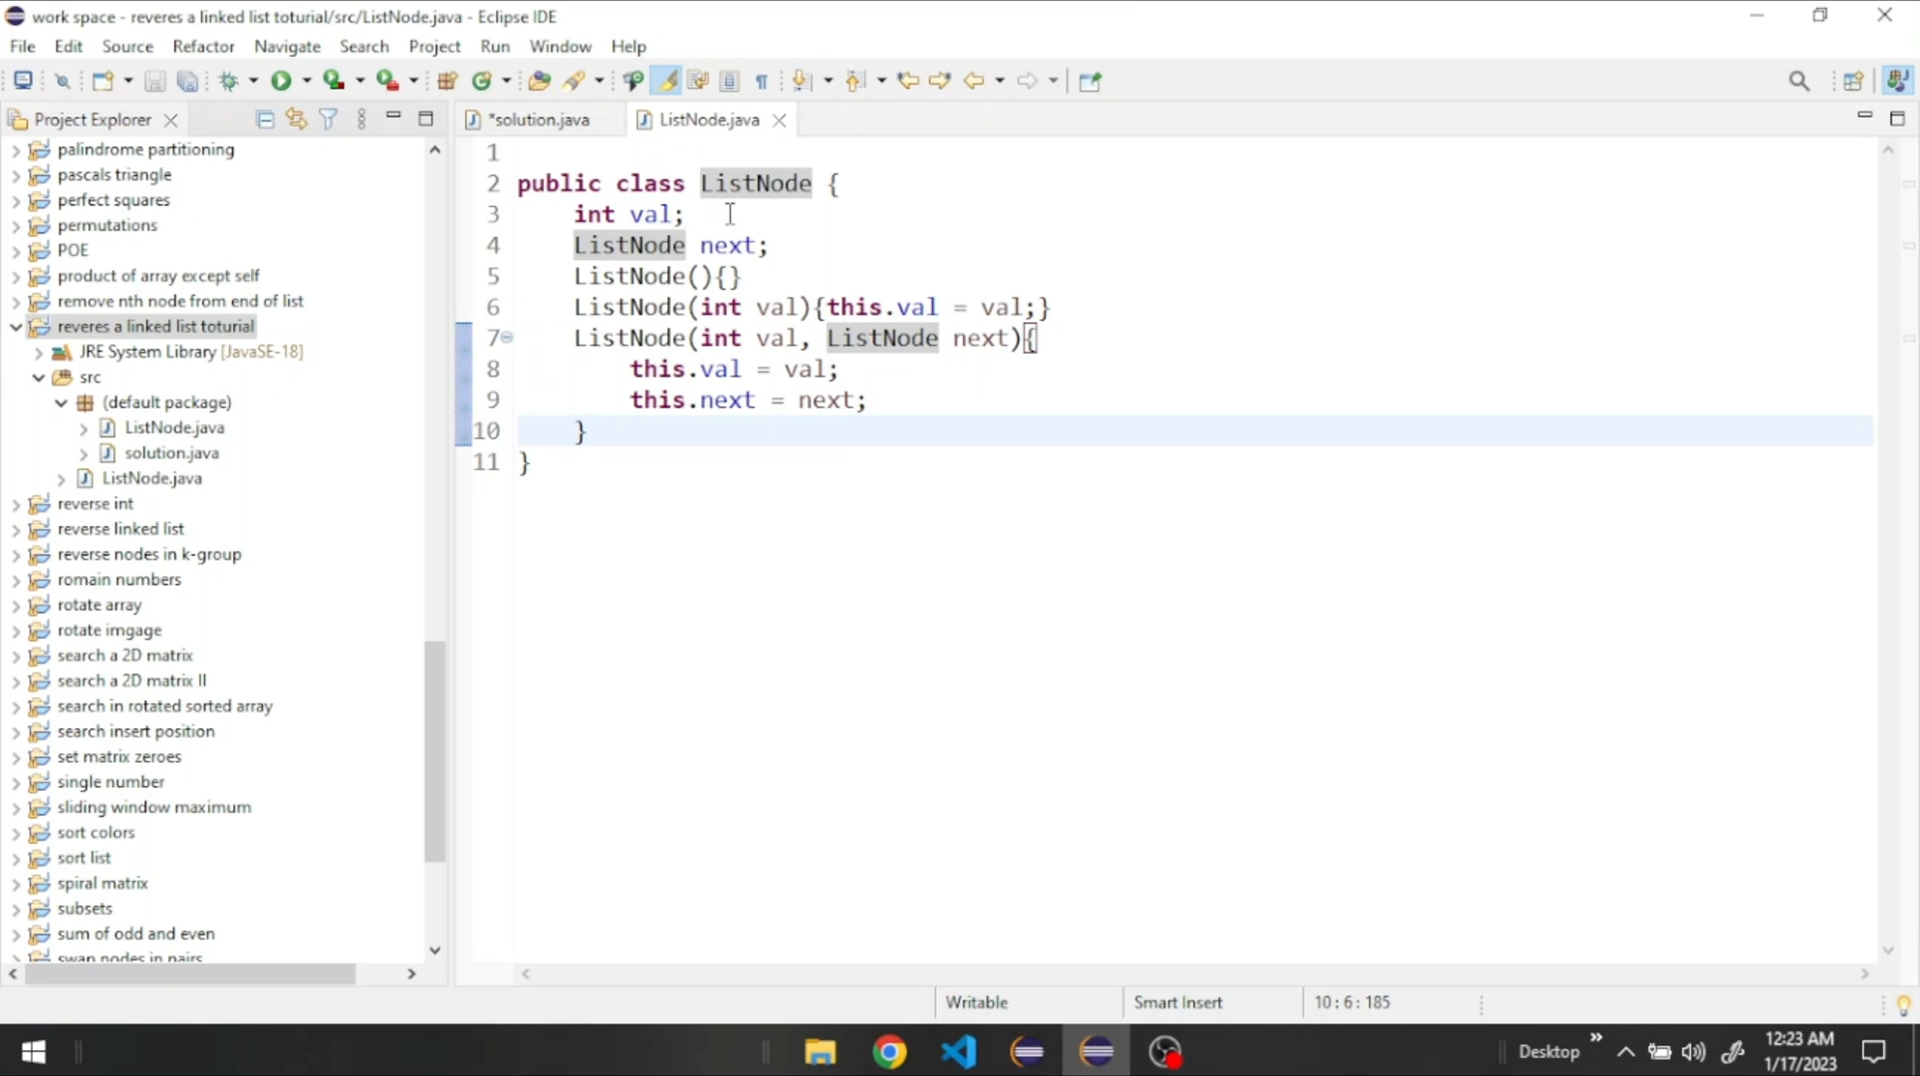 work space - reveres a linked list toturial/src/ListNode.java - Eclipse IDE
File Edit Source Refactor Navigate Search Project Run Window Help
Project Explorer
palindrome partitioning
pascals triangle
perfect squares
permutations
POE
product of array except self
remove nth node from end of list
reveres a linked list toturial
JRE System Library [JavaSE-18]
src
(default package)
ListNode.java
solution.java
ListNode.java
reverse int
reverse linked list
reverse nodes in k-group
romain numbers
rotate array
rotate imgage
search a 2D matrix
search a 2D matrix II
search in rotated sorted array
search insert position
set matrix zeroes
single number
sliding window maximum
sort colors
sort list
spiral matrix
subsets
sum of odd and even
swap nodes in pairs
*solution.java ListNode.java
1
2 public class ListNode {
3 int val;
4 ListNode next;
5 ListNode(){}
6 ListNode(int val){this.val = val;}
7 ListNode(int val, ListNode next){
8 this.val = val;
9 this.next = next;
10 }
11 }
Writable Smart Insert 10 : 6 : 185
Desktop
12:23 AM
1/17/2023